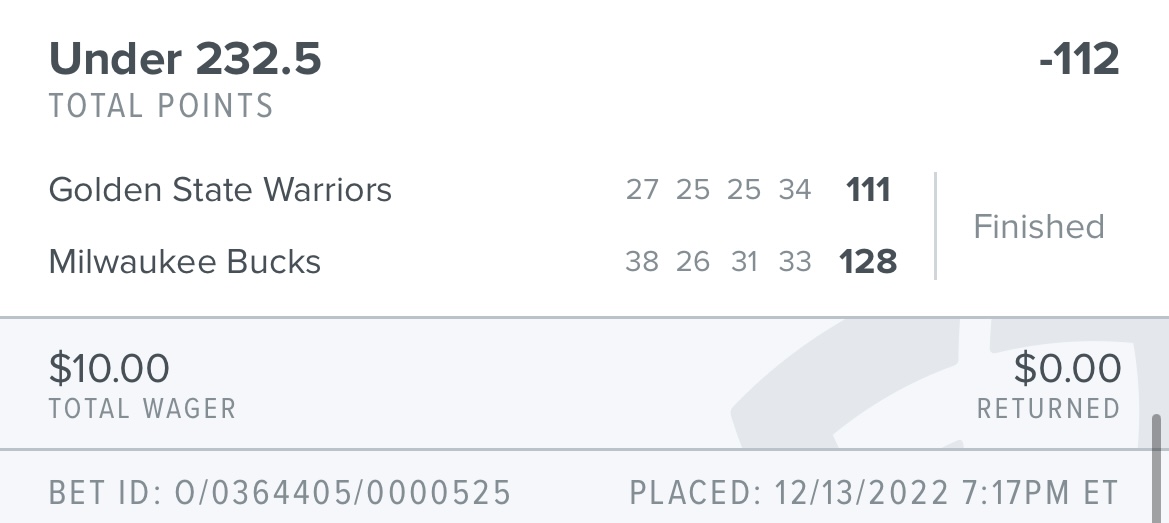 Under 232.5 -112
TOTAL POINTS
Golden State Warriors 27 25 25 34 111
Finished
Milwaukee Bucks 38 26 31 33 128
$10.00 $0.00
TOTAL WAGER RETURNED
BET ID: O/0364405/0000525 PLACED: 12/13/2022 7:17PM ET